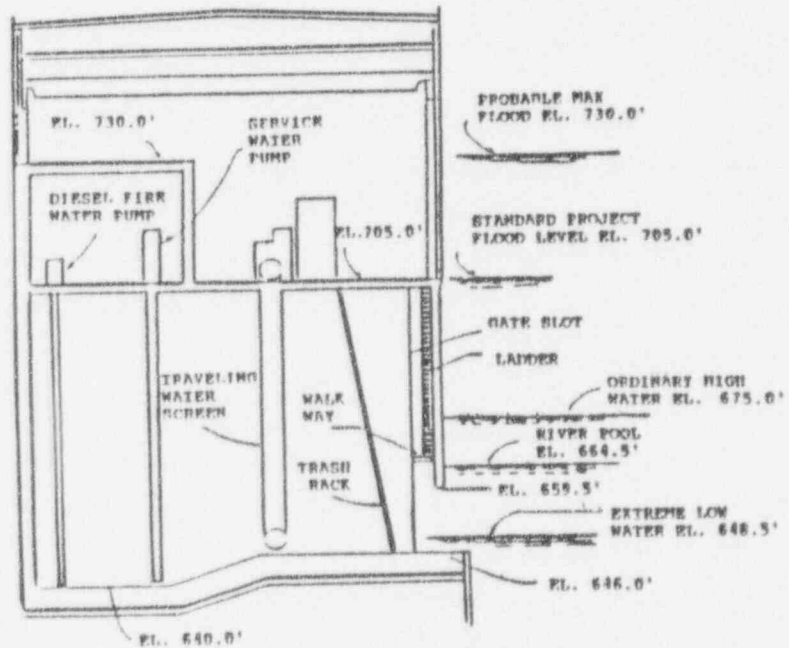 EL. 730.0'
SERVICE
WATER
PUMP
PROBABLE MAX
FLOOD EL. 730.0'
DIESEL FIRE
WATER PUMP
EL.705.0'
STANDARD PROJECT
FLOOD LEVEL EL. 705.0'
GATE SLOT
LADDER
TRAVELING
WATER
SCREEN
WALK
WAY
ORDINARY HIGH
WATER EL. 675.0'
RIVER POOL
EL. 664.5'
TRASH
RACK
EL. 659.5'
EXTREME LOW
WATER EL. 648.5'
EL. 646.0'
EL. 640.0'